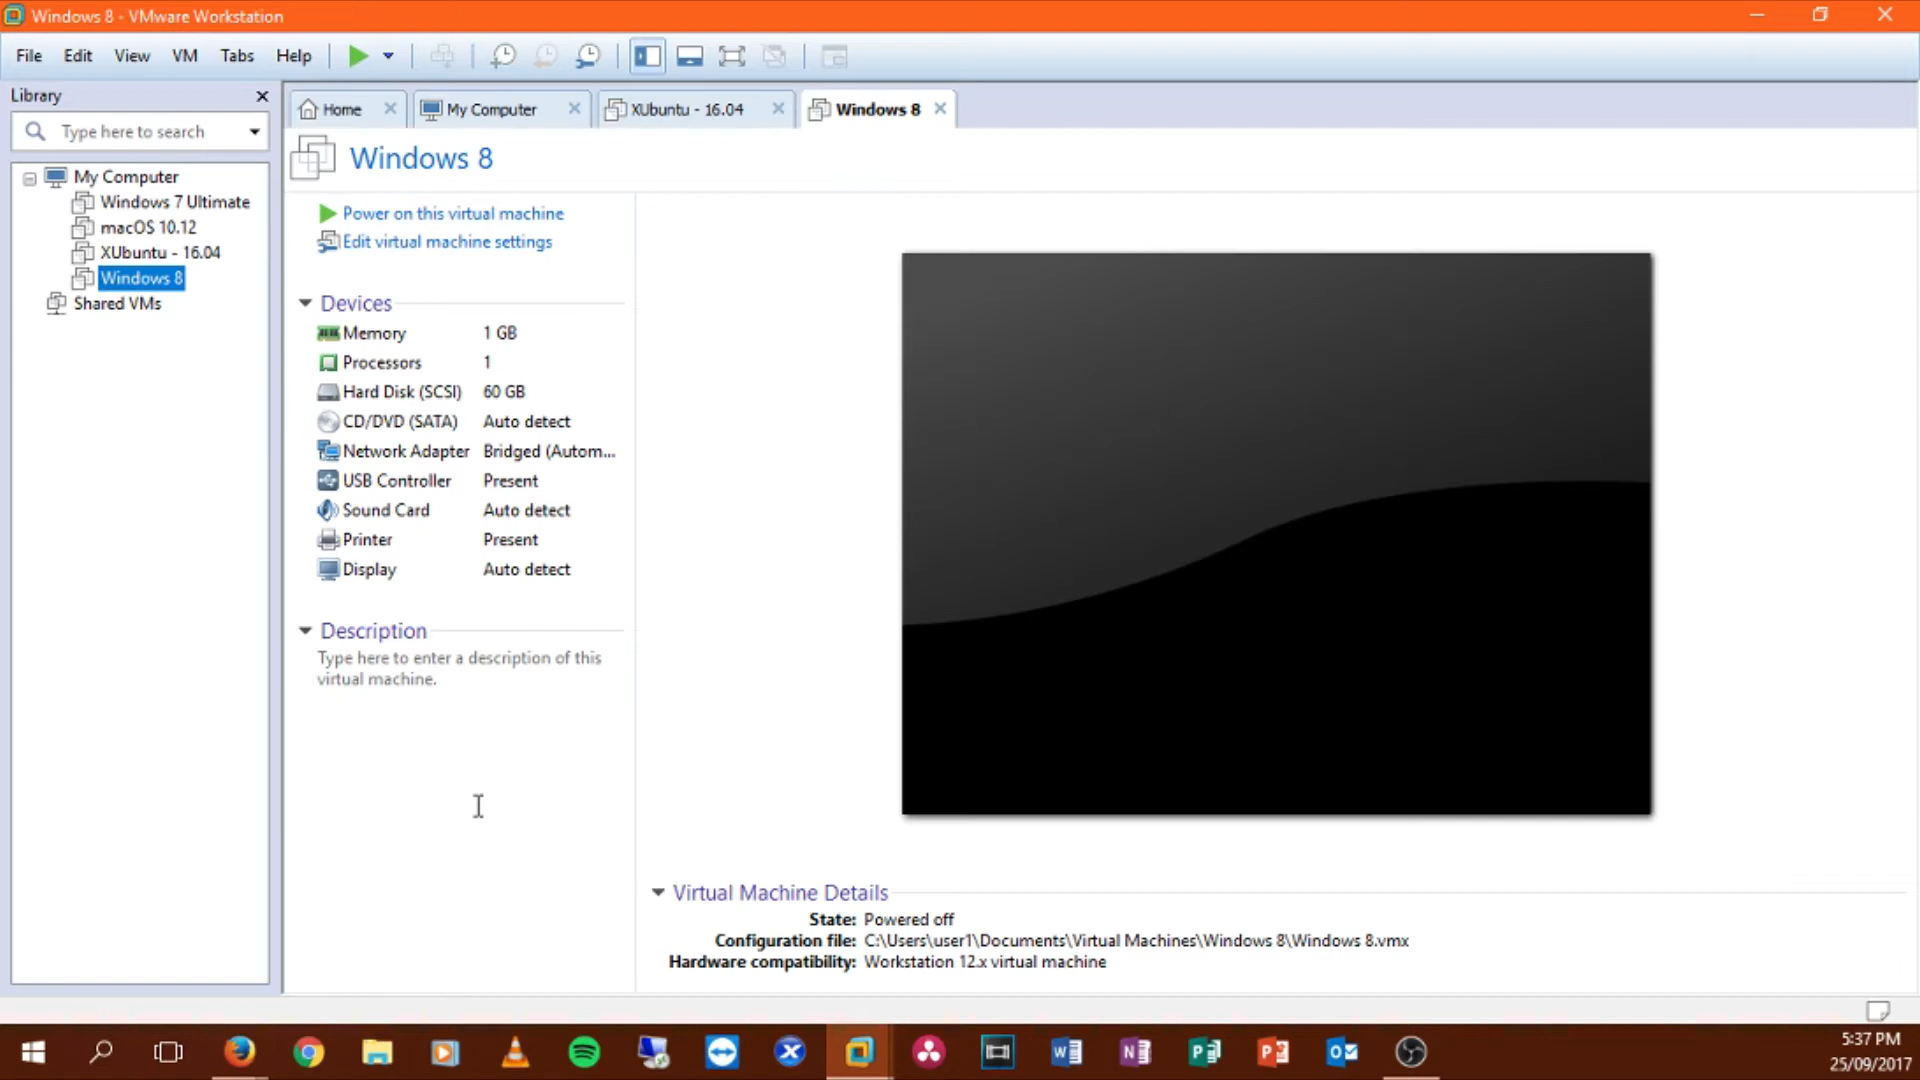 Windows 8 - VMware Workstation
File Edit View VM Tabs Help
Library
Type here to search
My Computer
Windows 7 Ultimate
macOS 10.12
XUbuntu - 16.04
Windows 8
Shared VMs
Home My Computer XUbuntu - 16.04 Windows 8
Windows 8
Power on this virtual machine
Edit virtual machine settings
Devices
Memory 1 GB
Processors 1
Hard Disk (SCSI) 60 GB
CD/DVD (SATA) Auto detect
Network Adapter Bridged (Autom...
USB Controller Present
Sound Card Auto detect
Printer Present
Display Auto detect
Description
Type here to enter a description of this
virtual machine.
Virtual Machine Details
State: Powered off
Configuration file: C:\Users\user1\Documents\Virtual Machines\Windows 8\Windows 8.vmx
Hardware compatibility: Workstation 12.x virtual machine
5:37 PM
25/09/2017